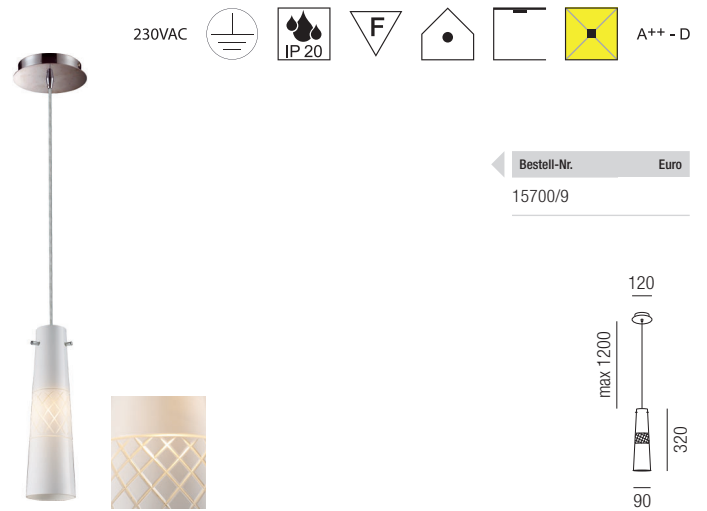 230VAC
IP 20
F
A++ - D
Bestell-Nr. Euro
15700/9
120
max 1200
320
90